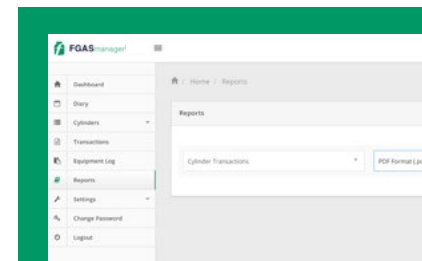 FGASmanager
/ Home / Reports
Dashboard
Diary
Cylinders
Transactions
Equipment Log
Reports
Settings
Change Password
Logout
Reports
Cylinder Transactions
PDF Format (.pd